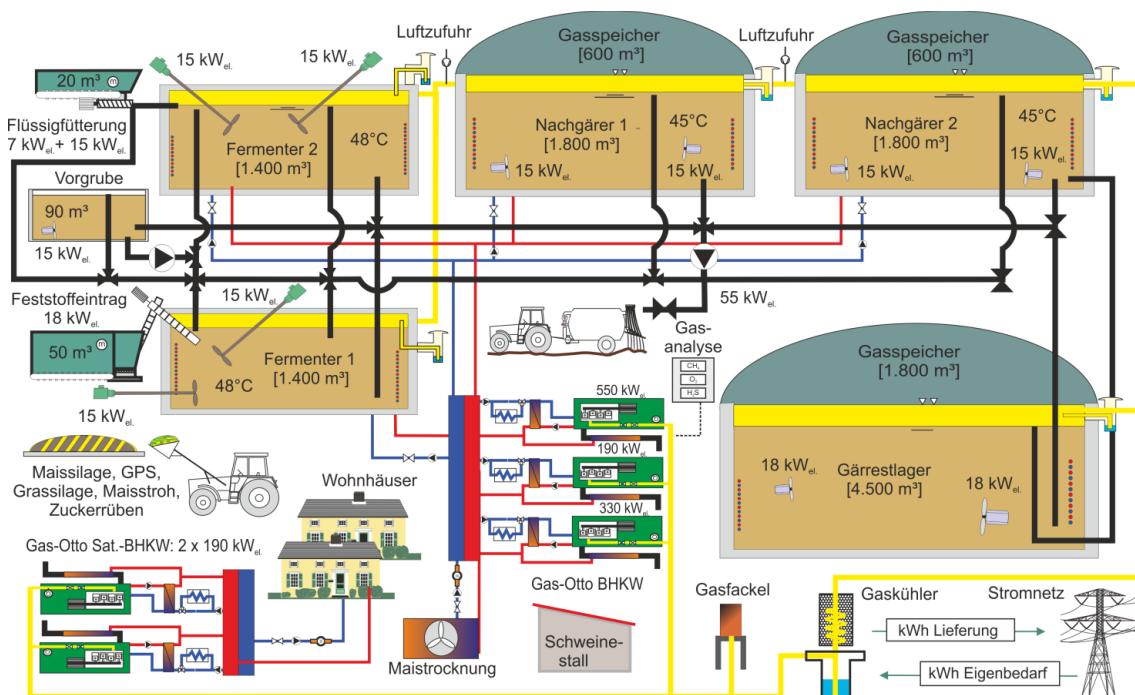 15 kWel.
15 kWel.
Luftzufuhr
Gasspeicher
[600 m³]
Luftzufuhr
Gasspeicher
[600 m³]
20 m³
m
Flüssigfütterung
7 kWel.+ 15 kWel.
Fermenter 2
[1.400 m³]
48°C
Nachgärer 1
[1.800 m³]
45°C
15 kWel.
15 kWel.
Nachgärer 2
[1.800 m³]
45°C
15 kWel.
15 kWel.
Vorgrube
90 m³
15 kWel.
Feststoffeintrag
18 kWel.
50 m³
m
15 kWel.
15 kWel.
Fermenter 1
[1.400 m³]
48°C
55 kWel.
Gas-
analyse
CH₄
O₂
H₂S
Gasspeicher
[1.800 m³]
18 kWel.
Gärrestlager
[4.500 m³]
18 kWel.
550 kWel.
190 kWel.
330 kWel.
Gas-Otto BHKW
Maissilage, GPS,
Grassilage, Maisstroh,
Zuckerrüben
Wohnhäuser
Gas-Otto Sat.-BHKW: 2 x 190 kWel.
Maistrocknung
Schweine-
stall
Gasfackel
Gaskühler
Stromnetz
kWh Lieferung
kWh Eigenbedarf